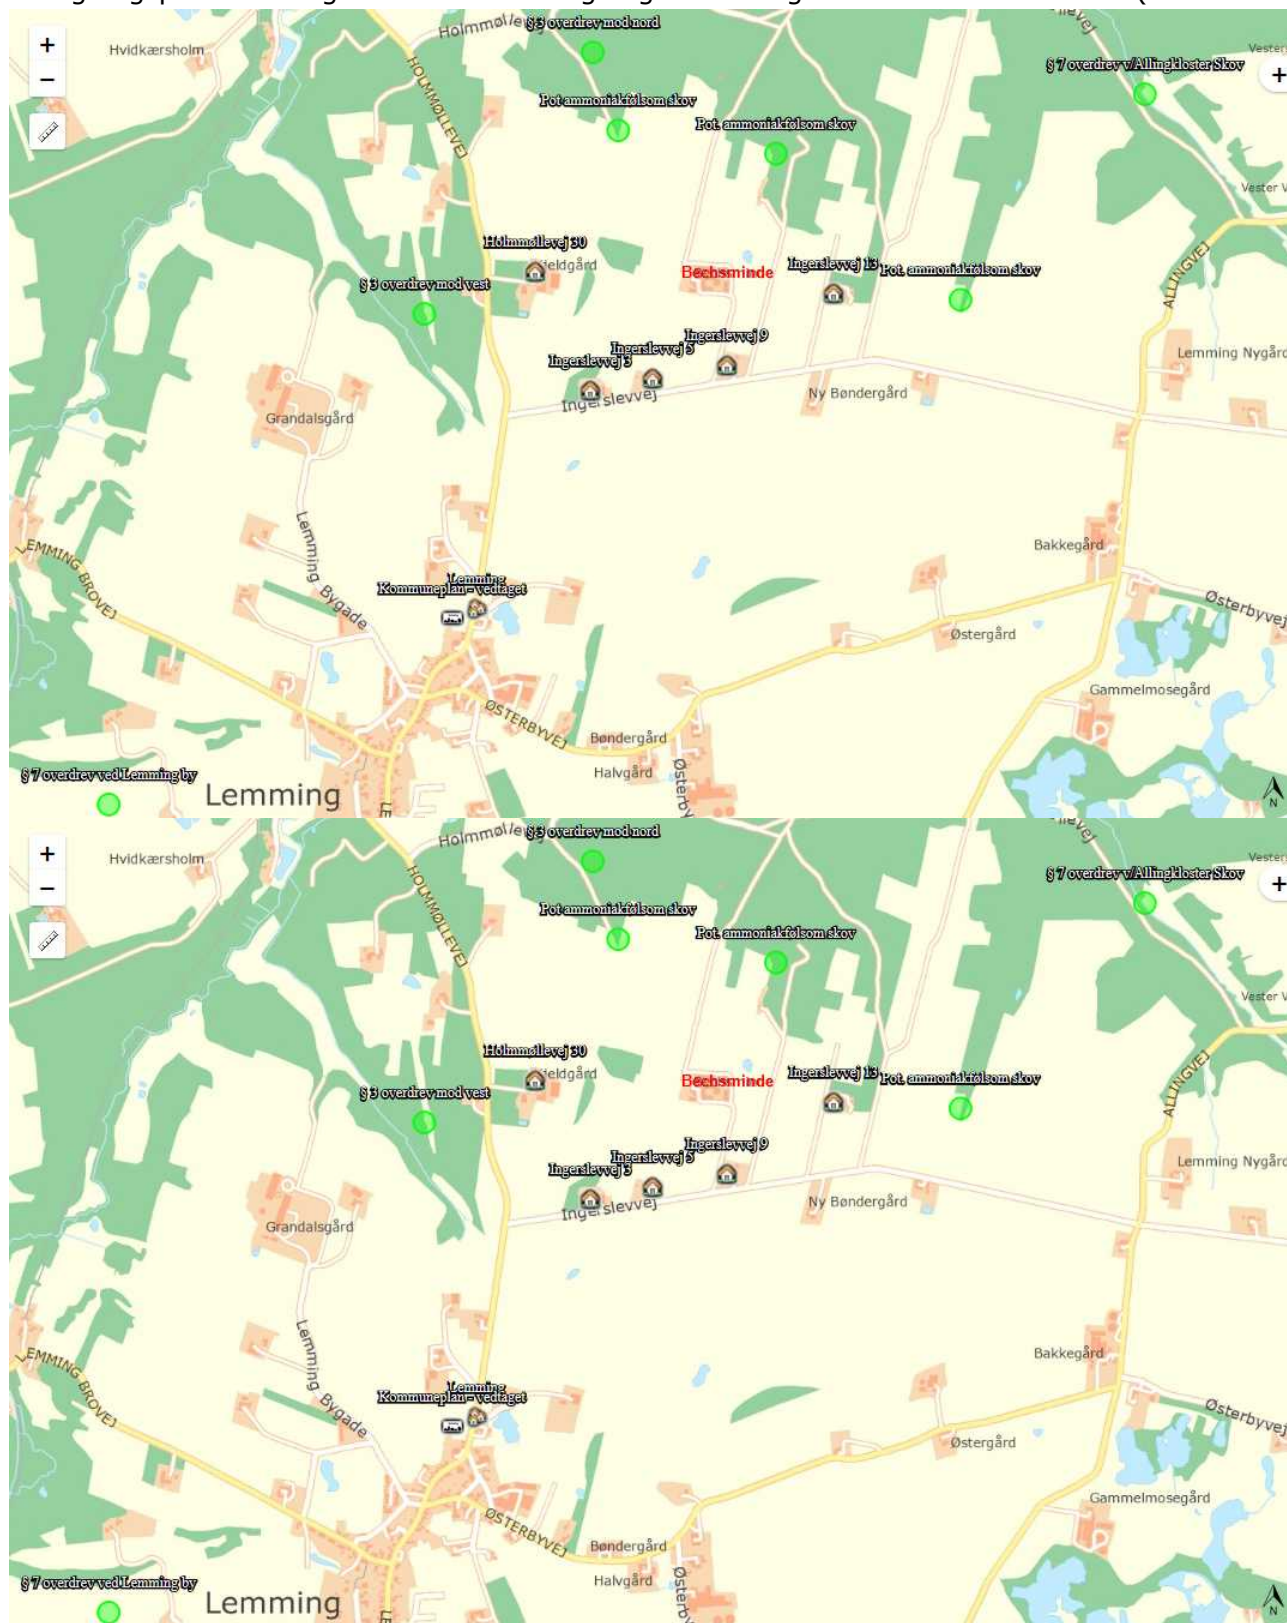 Holmmølle
§ 3 overdrev mod nord
Hvidkærsholm
HOLMMØLLEVEJ
§ 7 overdrev v/Allingkloster Skov
Pot ammoniakfølsom skov
Pot. ammoniakfølsom skov
Vester V
Holmmøllevej 30
Bechsminde
Ingerslevvej 13
Pot. ammoniakfølsom skov
ALLINGVEJ
§ 3 overdrev mod vest
Ingerslevvej 9
Ingerslevvej 5
Ingerslevvej 3
Lemming Nygård
Ingerslevvej
Ny Bøndergård
Grandalsgård
Lemming Bygade
Bakkegård
LEMMING BROVEJ
Lemming
Kommuneplan - vedtaget
Østerbyvej
Østergård
Gammelmosegård
ØSTERBYVEJ
Bøndergård
Halvgård
Østerby
§ 7 overdrev ved Lemming by
Lemming
N
Holmmølle
§ 3 overdrev mod nord
Hvidkærsholm
HOLMMØLLEVEJ
§ 7 overdrev v/Allingkloster Skov
Pot ammoniakfølsom skov
Pot. ammoniakfølsom skov
Vester V
Holmmøllevej 30
Bechsminde
Ingerslevvej 13
Pot. ammoniakfølsom skov
ALLINGVEJ
§ 3 overdrev mod vest
Ingerslevvej 9
Ingerslevvej 5
Ingerslevvej 3
Lemming Nygård
Ingerslevvej
Ny Bøndergård
Grandalsgård
Lemming Bygade
Bakkegård
LEMMING BROVEJ
Lemming
Kommuneplan - vedtaget
Østerbyvej
Østergård
Gammelmosegård
ØSTERBYVEJ
Bøndergård
Halvgård
Østerby
§ 7 overdrev ved Lemming by
Lemming
N